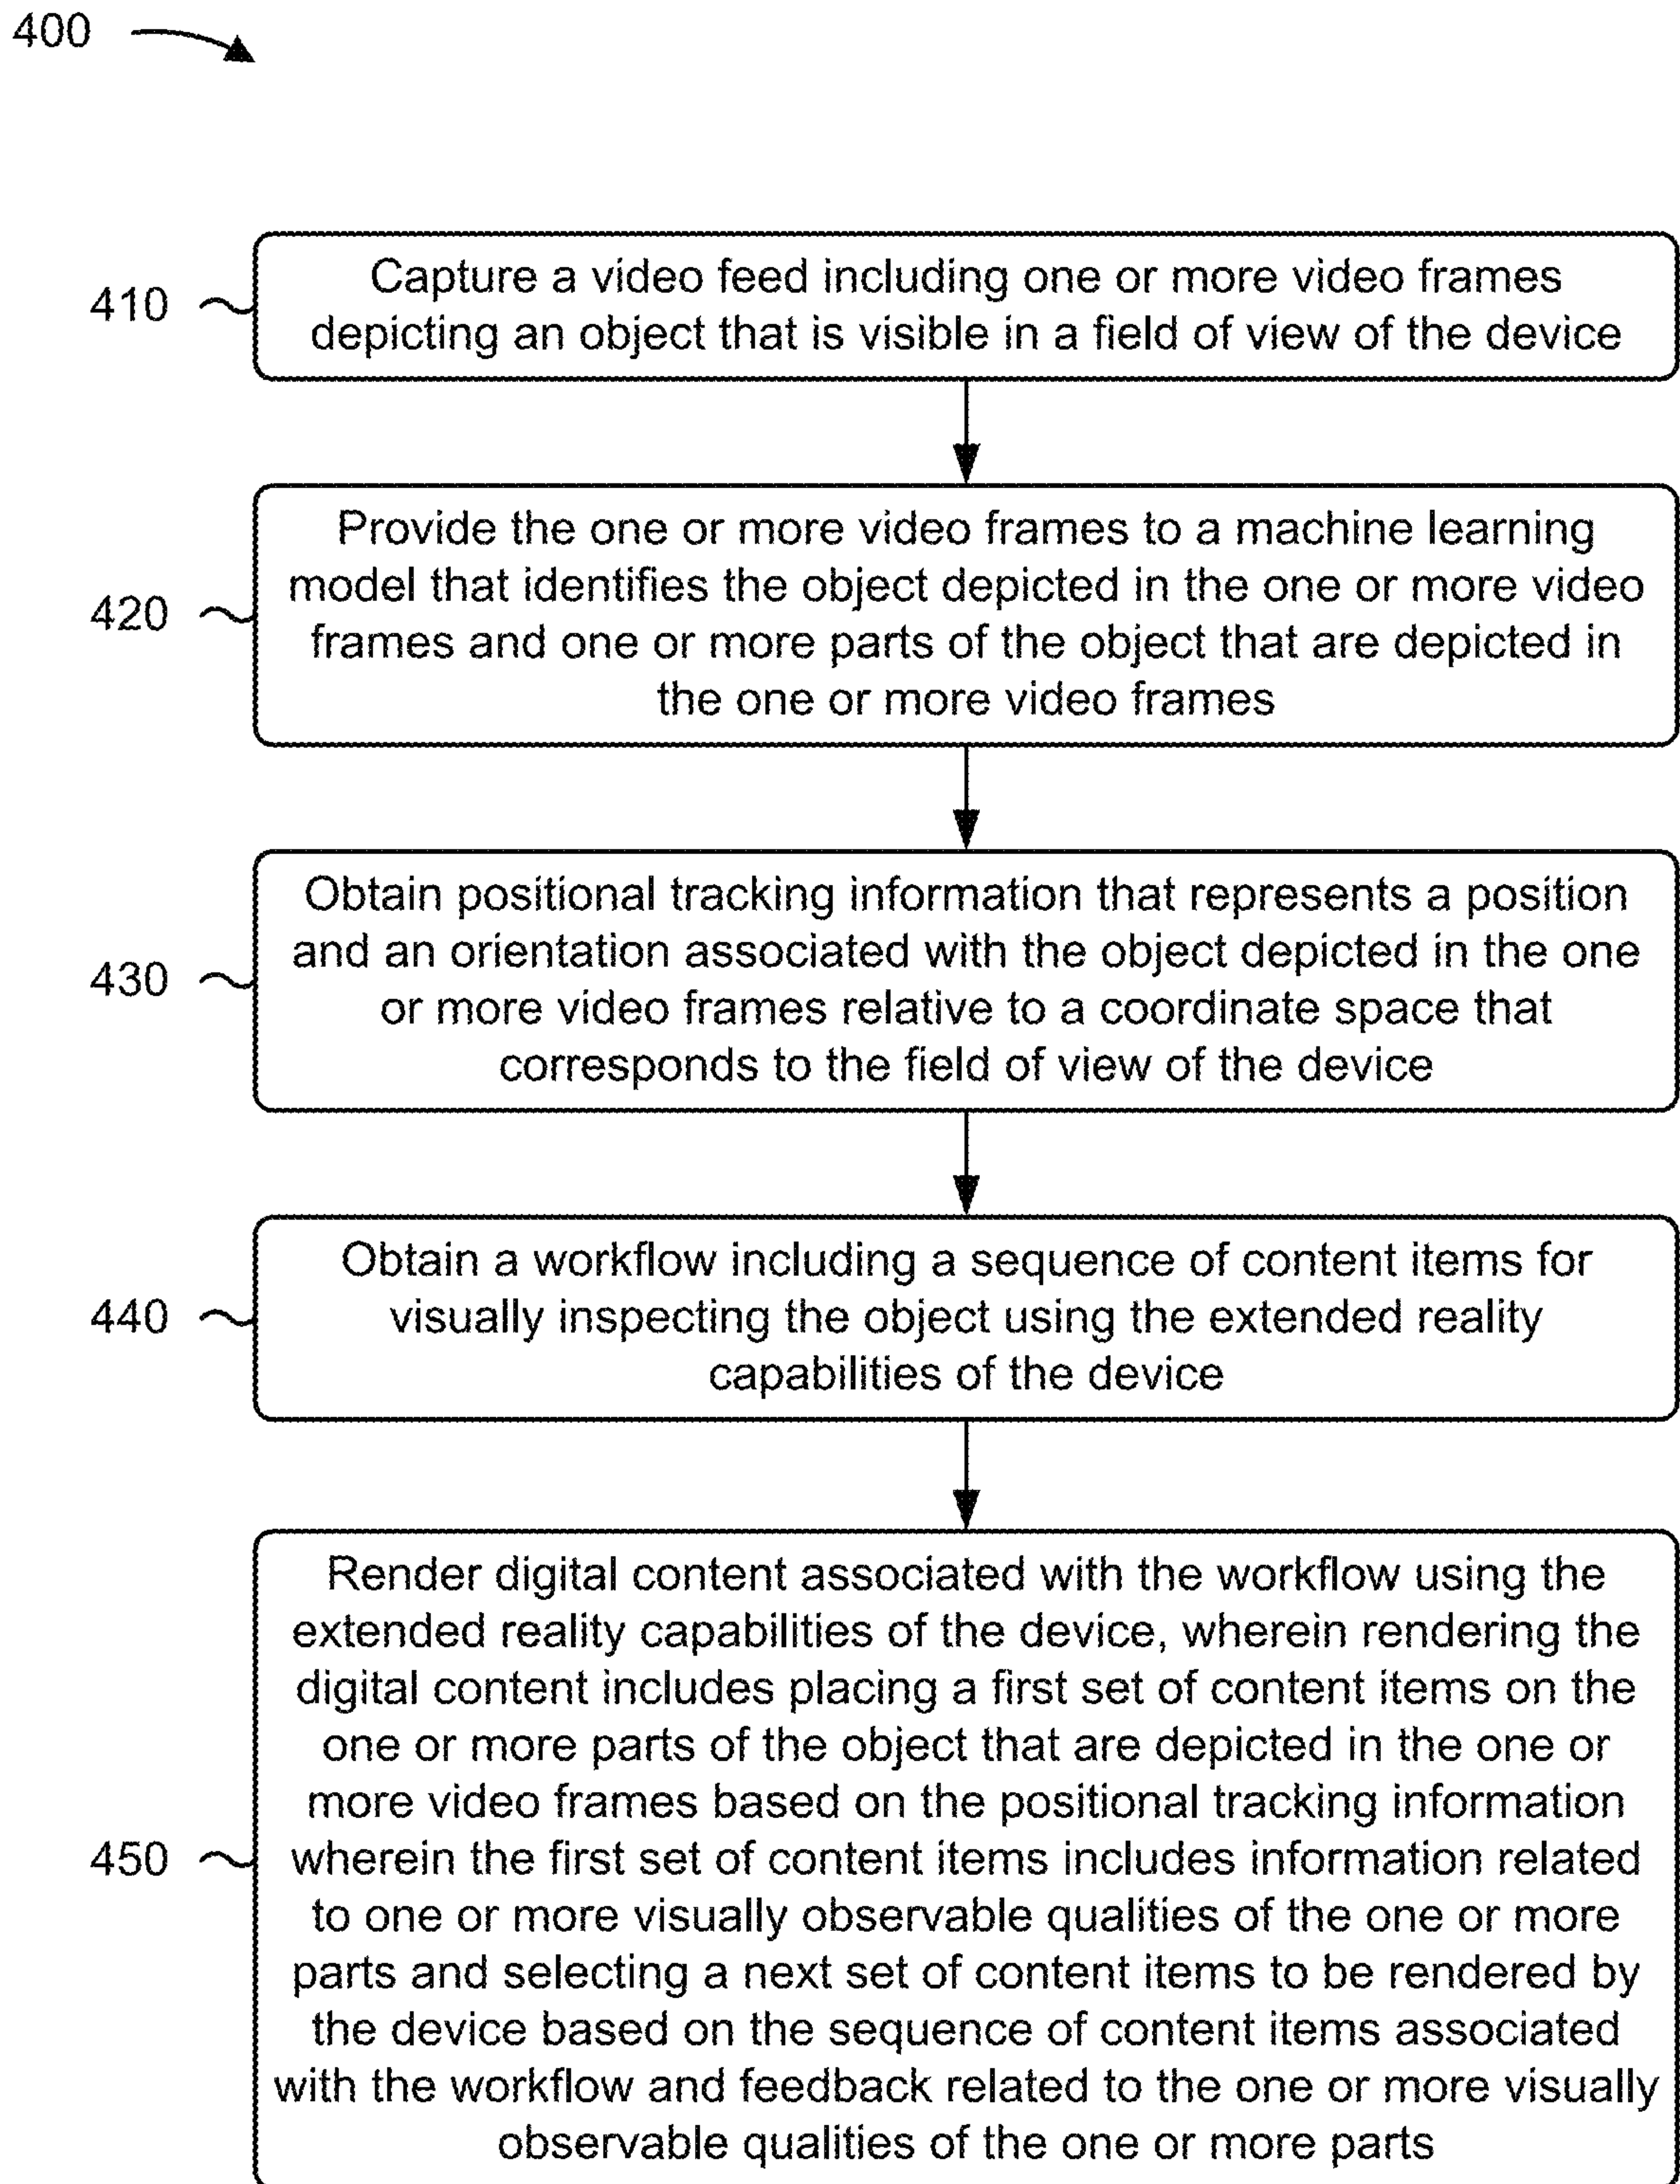 400
410
Capture a video feed including one or more video frames
depicting an object that is visible in a field of view of the device
420
Provide the one or more video frames to a machine learning
model that identifies the object depicted in the one or more video
frames and one or more parts of the object that are depicted in
the one or more video frames
430
Obtain positional tracking information that represents a position
and an orientation associated with the object depicted in the one
or more video frames relative to a coordinate space that
corresponds to the field of view of the device
440
Obtain a workflow including a sequence of content items for
visually inspecting the object using the extended reality
capabilities of the device
450
Render digital content associated with the workflow using the
extended reality capabilities of the device, wherein rendering the
digital content includes placing a first set of content items on the
one or more parts of the object that are depicted in the one or
more video frames based on the positional tracking information
wherein the first set of content items includes information related
to one or more visually observable qualities of the one or more
parts and selecting a next set of content items to be rendered by
the device based on the sequence of content items associated
with the workflow and feedback related to the one or more visually
observable qualities of the one or more parts